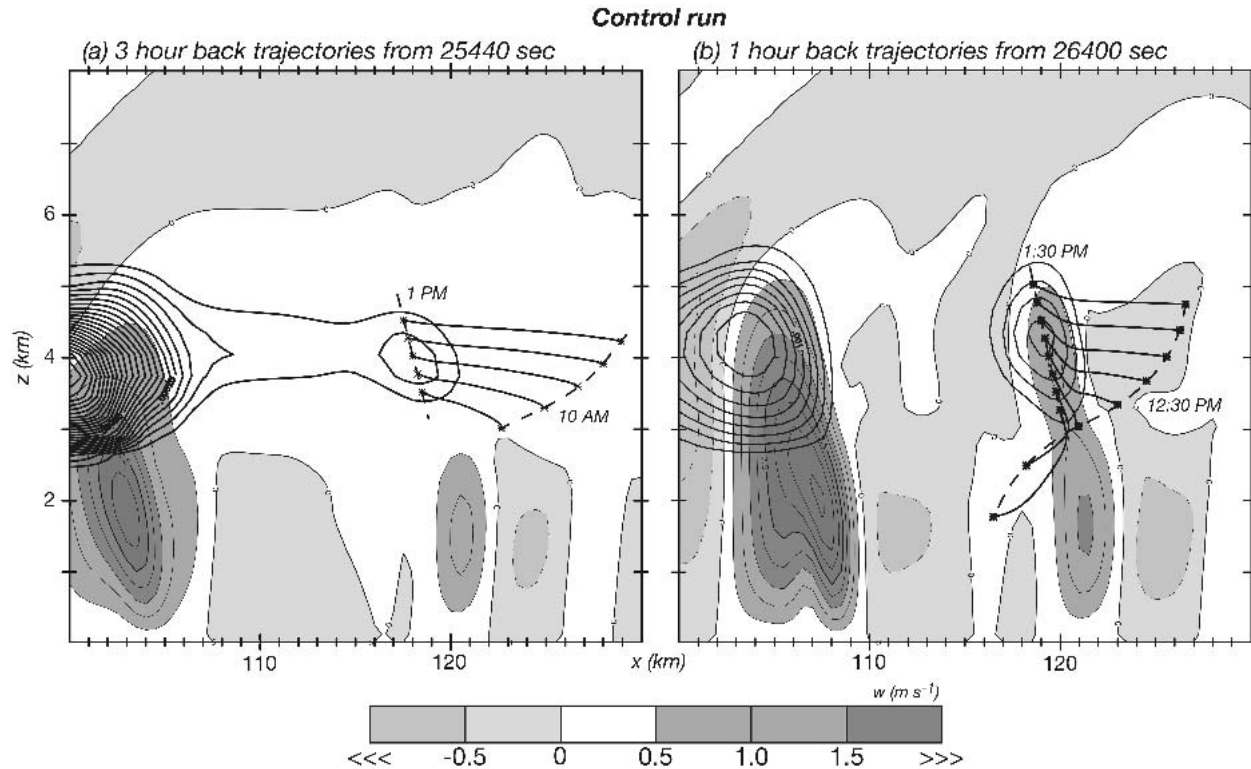 Control run
(a) 3 hour back trajectories from 25440 sec
(b) 1 hour back trajectories from 26400 sec
6
4
2
z (km)
1 PM
10 AM
1:30 PM
12:30 PM
110
120
x (km)
110
120
w (m s⁻¹)
<<<
-0.5
0
0.5
1.0
1.5
>>>